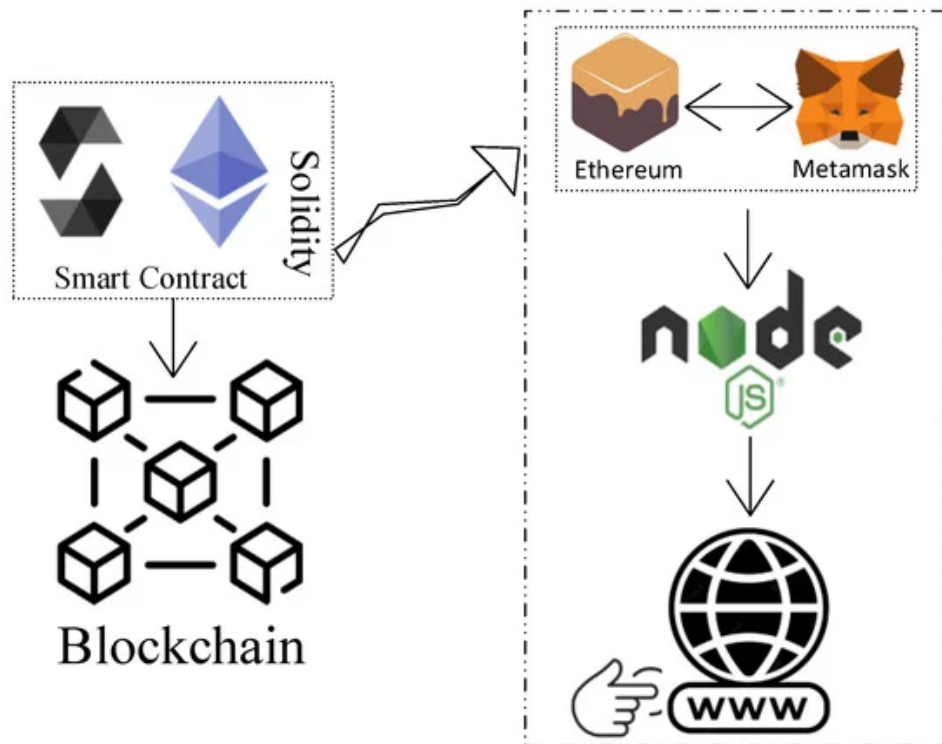 Solidity
Smart Contract
Blockchain
Ethereum
Metamask
node
JS
®
www